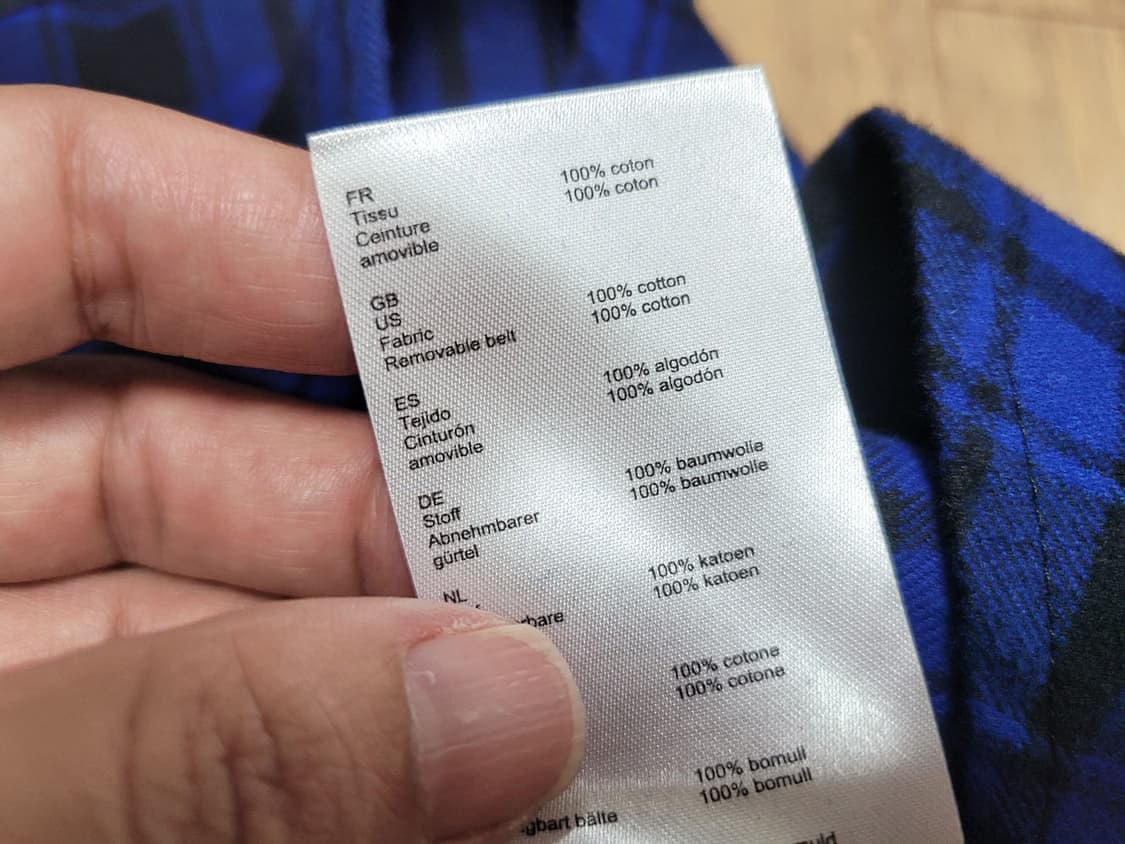 FR
Tissu 100% coton
Ceinture 100% coton
amovible
GB
US
Fabric 100% cotton
Removable belt 100% cotton
ES
Tejido 100% algodón
Cinturón 100% algodón
amovible
DE
Stoff 100% baumwolle
Abnehmbarer 100% baumwolle
gürtel
NL
100% katoen
100% katoen
100% cotone
100% cotone
100% bomull
100% bomull
bälte